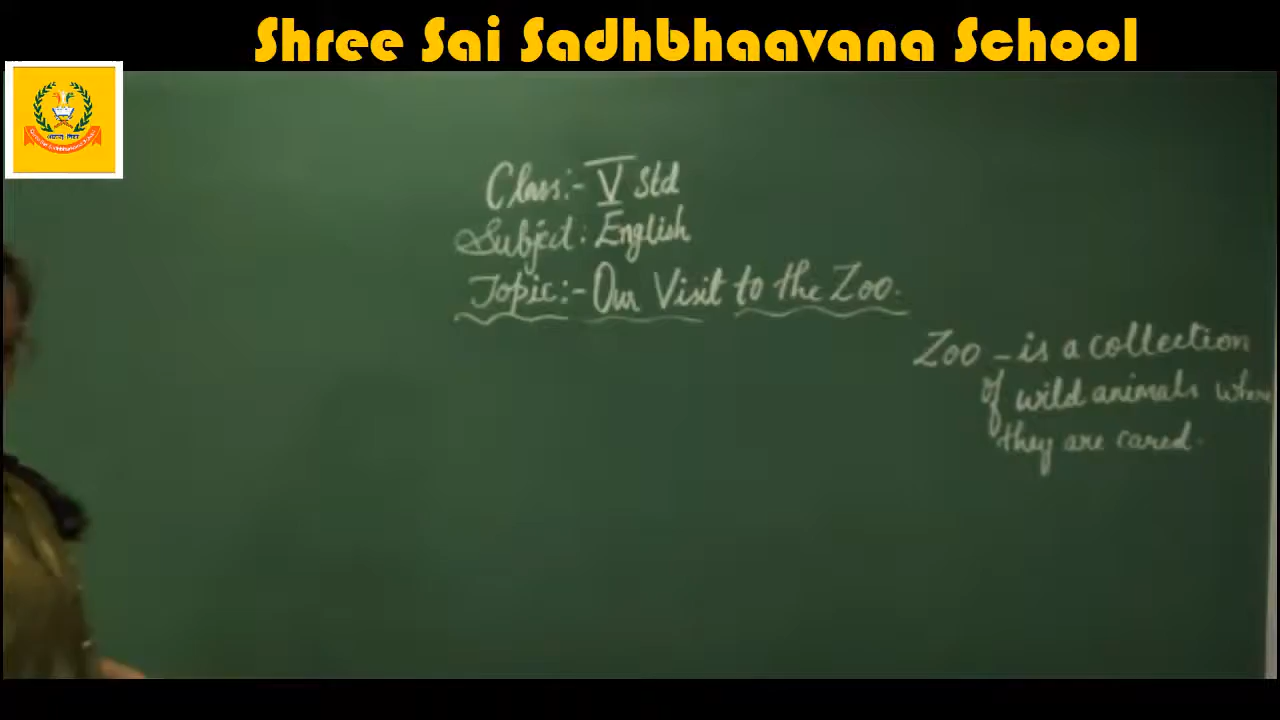 Shree Sai Sadhbhaavana School
Class:- V Std
Subject: English
Topic:- Our Visit to the Zoo.
Zoo - is a collection
of wild animals where
they are cared.